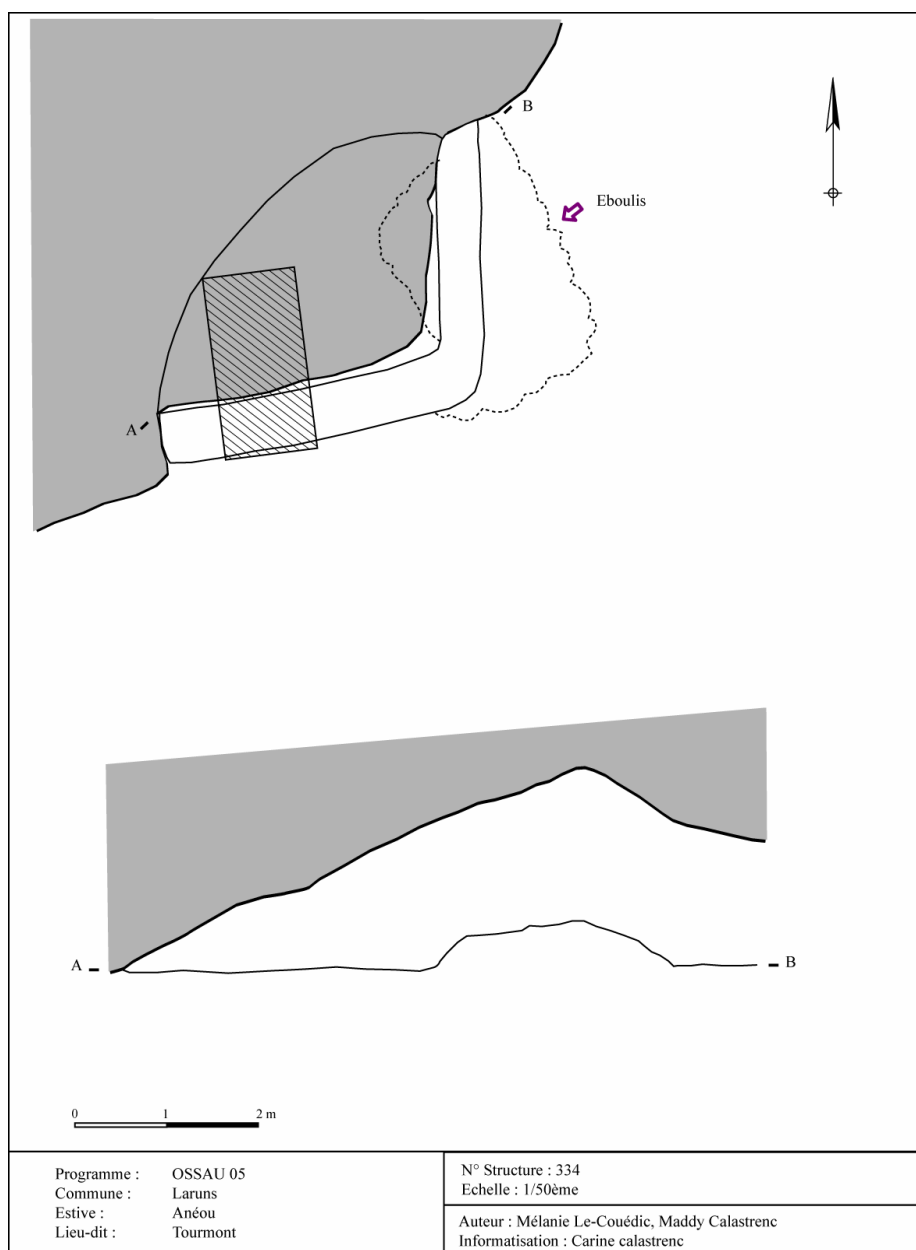 B
Eboulis
A
A
B
0 1 2 m
Programme : OSSAU 05
Commune : Laruns
Estive : Anéou
Lieu-dit : Tourmont
N° Structure : 334
Echelle : 1/50ème
Auteur : Mélanie Le-Couédic, Maddy Calastrenc
Informatisation : Carine calastrenc